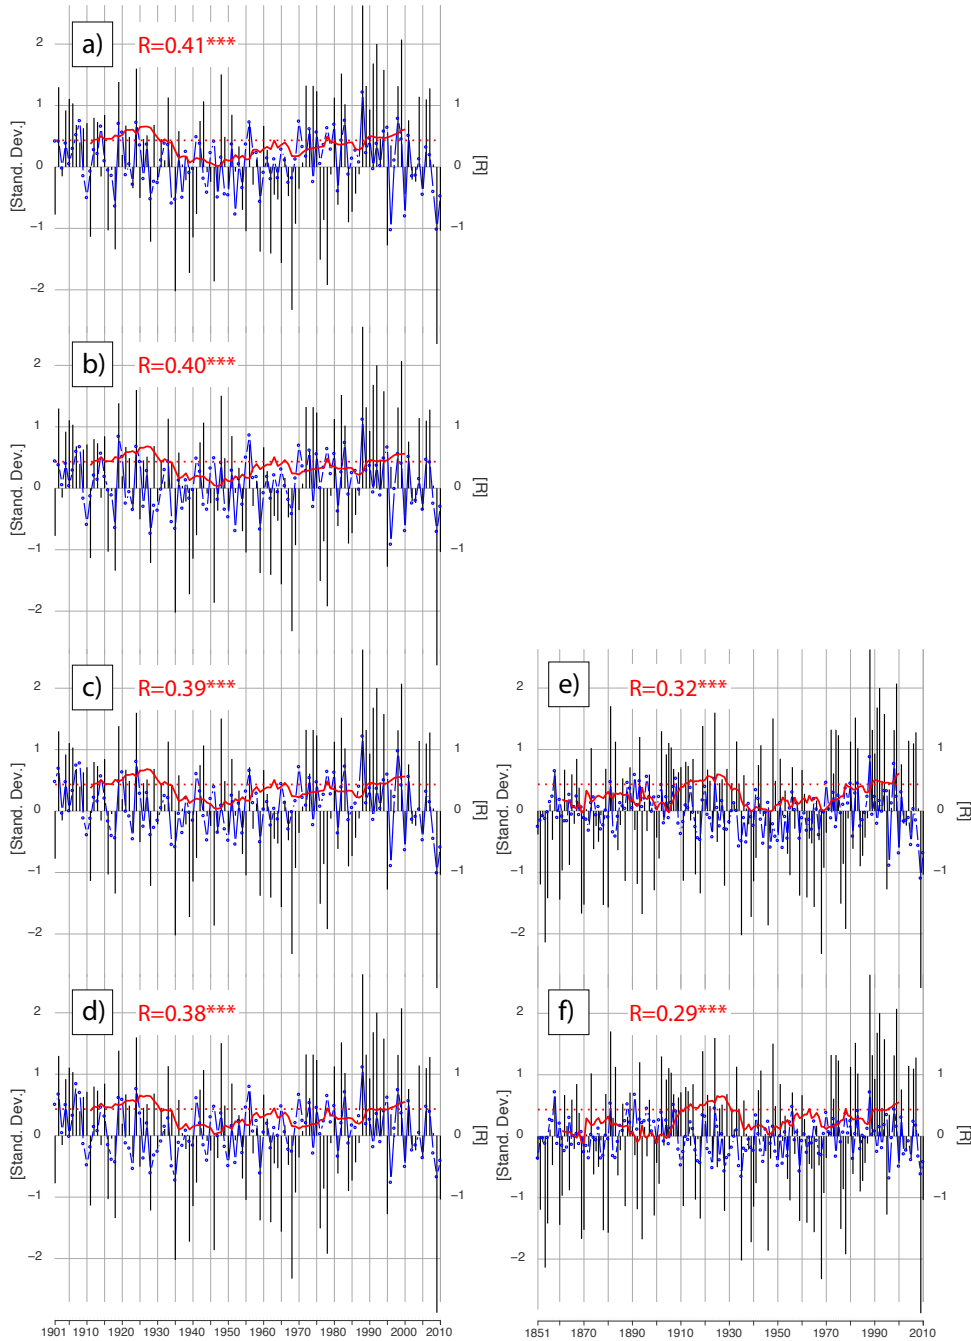 a)
R=0.41***
2
1
0
−1
−2
[Stand. Dev.]
1
0
−1
[R]
b)
R=0.40***
2
1
0
−1
−2
[Stand. Dev.]
1
0
−1
[R]
c)
R=0.39***
2
1
0
−1
−2
[Stand. Dev.]
1
0
−1
[R]
d)
R=0.38***
2
1
0
−1
−2
[Stand. Dev.]
1
0
−1
[R]
1901 1910 1920 1930 1940 1950 1960 1970 1980 1990 2000 2010
e)
R=0.32***
2
1
0
−1
−2
[Stand. Dev.]
1
0
−1
[R]
f)
R=0.29***
2
1
0
−1
−2
[Stand. Dev.]
1
0
−1
[R]
1851 1870 1890 1910 1930 1950 1970 1990 2010